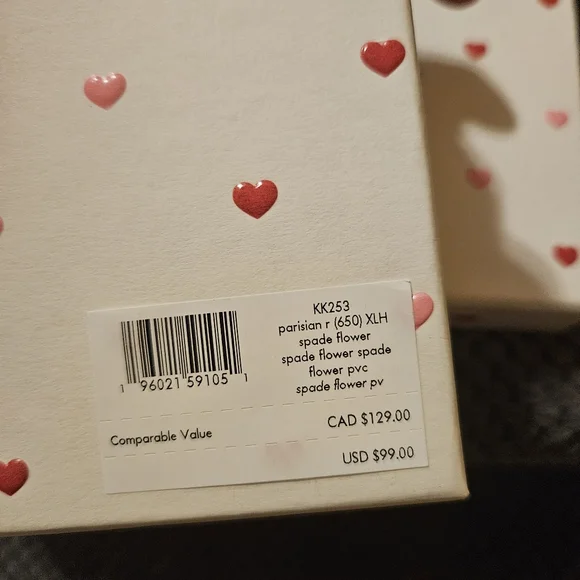 KK253
parisian r (650) XLH
spade flower
spade flower spade
flower pvc
spade flower pv
1 96021 59105 1
Comparable Value
CAD $129.00
USD $99.00